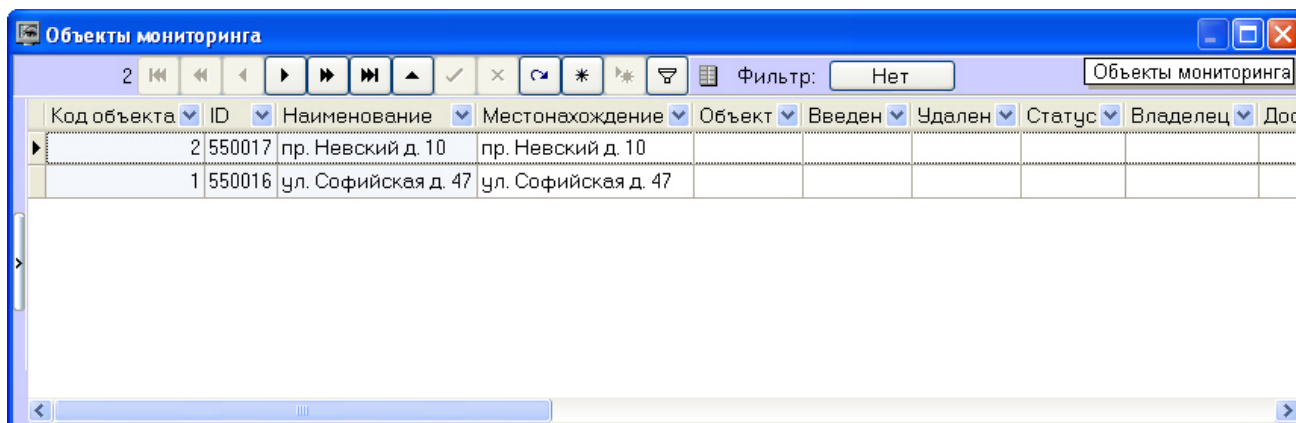 Объекты мониторинга
2 Фильтр: Нет Объекты мониторинга
Код объекта ID Наименование Местонахождение Объект Введен Удален Статус Владелец
2 550017 пр. Невский д. 10 пр. Невский д. 10
1 550016 ул. Софийская д. 47 ул. Софийская д. 47